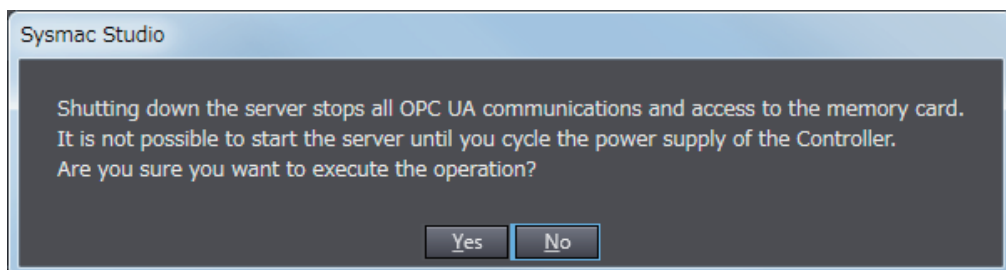 Sysmac Studio
Shutting down the server stops all OPC UA communications and access to the memory card.
It is not possible to start the server until you cycle the power supply of the Controller.
Are you sure you want to execute the operation?
Yes No